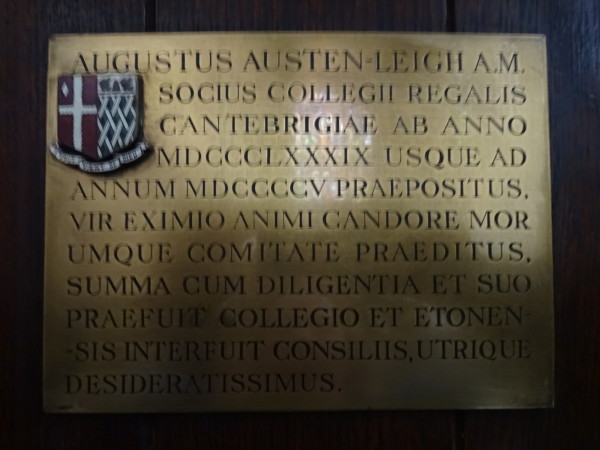 AUGUSTUS AUSTEN-LEIGH A.M.
SOCIUS COLLEGII REGALIS
CANTEBRIGIAE AB ANNO
MDCCCLXXXIX USQUE AD
ANNUM MDCCCCV PRAEPOSITUS,
VIR EXIMIO ANIMI CANDORE MOR
UMQUE COMITATE PRAEDITUS,
SUMMA CUM DILIGENTIA ET SUO
PRAEFUIT COLLEGIO ET ETONEN-
-SIS INTERFUIT CONSILIIS, UTRIQUE
DESIDERATISSIMUS.